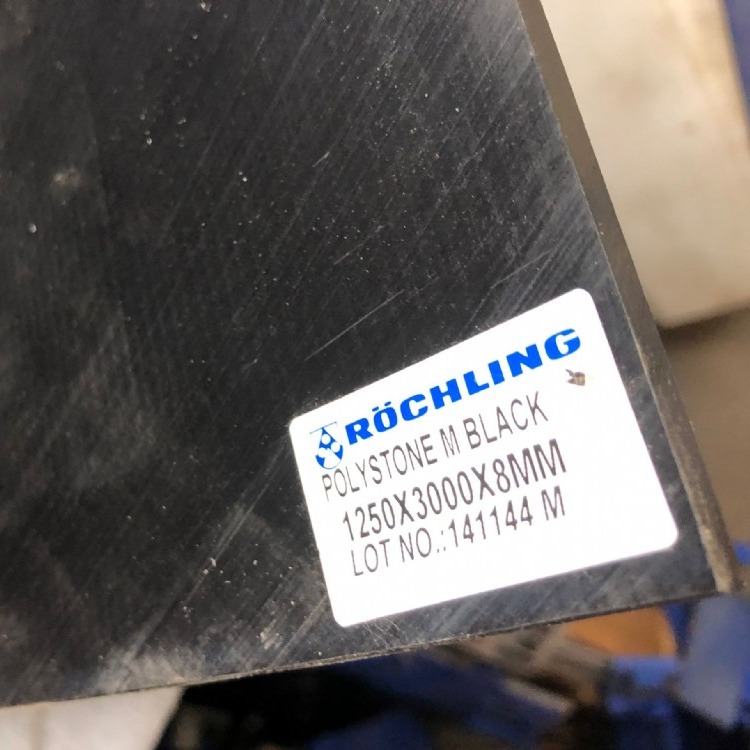 RÖCHLING
POLYSTONE M BLACK
1250X3000X8MM
LOT NO.:141144 M